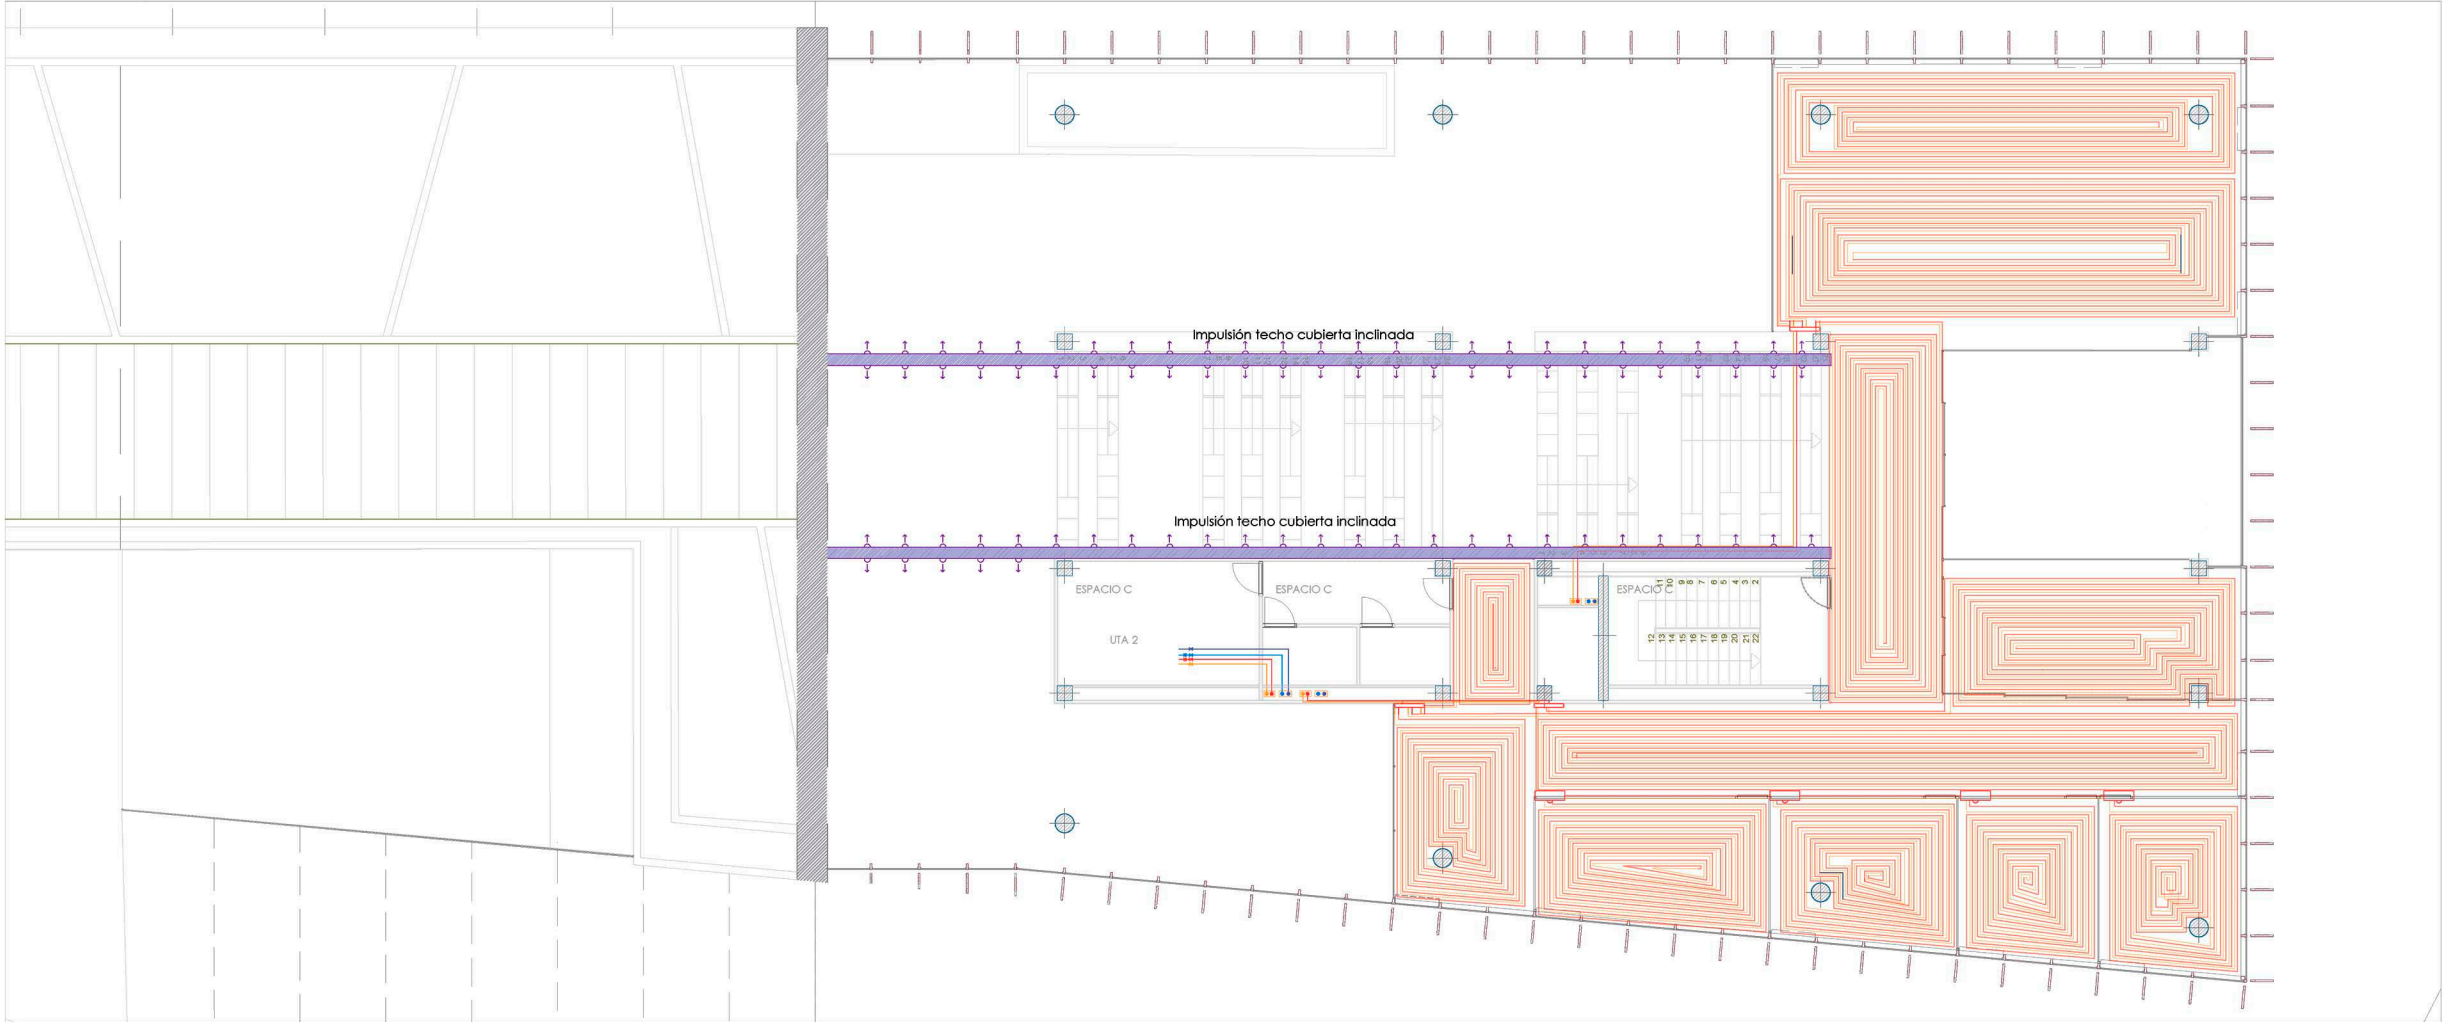 Impulsión techo cubierta inclinada
Impulsión techo cubierta inclinada
ESPACIO C
ESPACIO C
ESPACIO C
UTA 2
11 10 9 8 7 6 5 4 3 2
12 13 14 15 16 17 18 19 20 21 22